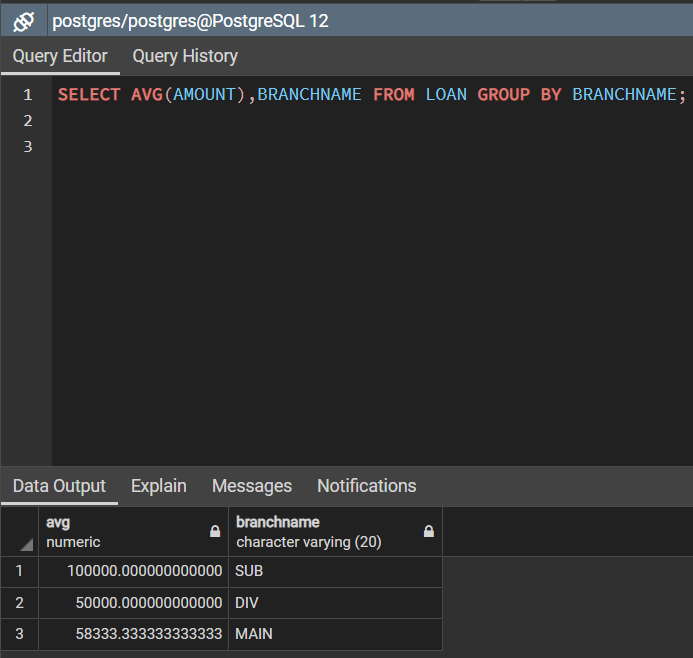 postgres/postgres@PostgreSQL 12
Query Editor Query History
1 SELECT AVG(AMOUNT),BRANCHNAME FROM LOAN GROUP BY BRANCHNAME;
2
3
Data Output Explain Messages Notifications
avg branchname
numeric character varying (20)
1 100000.000000000000 SUB
2 50000.000000000000 DIV
3 58333.333333333333 MAIN